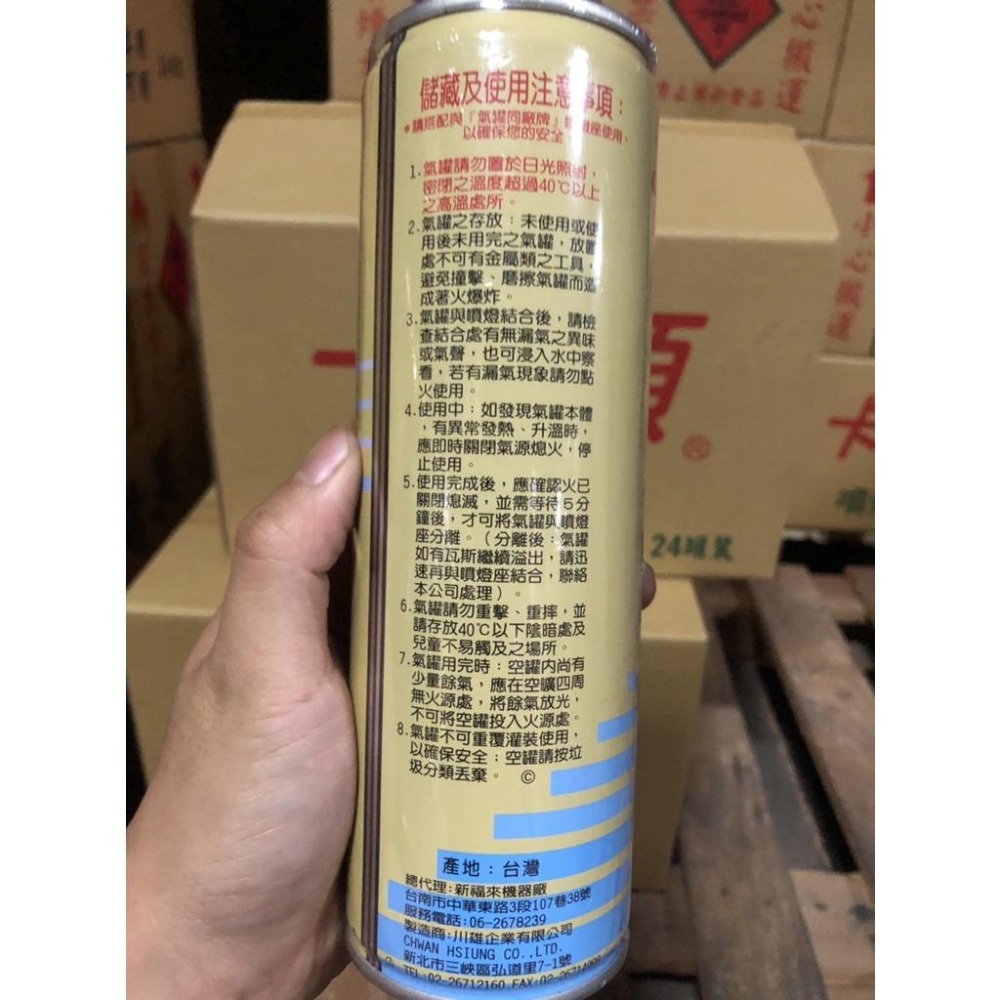 儲藏及使用注意事項：
*請搭配與「氣罐同廠牌」噴燈座使用，
以確保您的安全
1.氣罐請勿置於日光照射，
密閉之溫度超過40℃以上
之高溫處所。
2.氣罐之存放：未使用或使
用後未用完之氣罐，放置
處不可有金屬類之工具，
避免撞擊、磨擦氣罐而造
成著火爆炸。
3.氣罐與噴燈結合後，請檢
查結合處有無漏氣之異味
或氣聲，也可浸入水中察
看，若有漏氣現象請勿點
火使用。
4.使用中：如發現氣罐本體
，有異常發熱、升溫時，
應即時關閉氣源熄火，停
止使用。
5.使用完成後，應確認火已
關閉熄滅，並需等待5分
鐘後，才可將氣罐與噴燈
座分離。（分離後：氣罐
如有瓦斯繼續溢出，請迅
速再與噴燈座結合，聯絡
本公司處理）。
6.氣罐請勿重擊、重摔，並
請存放40℃以下陰暗處及
兒童不易觸及之場所。
7.氣罐用完時：空罐内尚有
少量餘氣，應在空曠四周
無火源處，將餘氣放光，
不可將空罐投入火源處。
8.氣罐不可重覆灌裝使用，
以確保安全；空罐請按垃
圾分類丟棄。 ©
產地：台灣
總代理：新福來機器廠
台南市中華東路3段107巷38號
服務電話：06-2678239
製造商：川雄企業有限公司
CHWAN HSIUNG CO.,LTD.
新北市三峽區弘道里7-1號
TEL:02-26712160 FAX:02
一
頭®
24罐裝
卡
心搬運